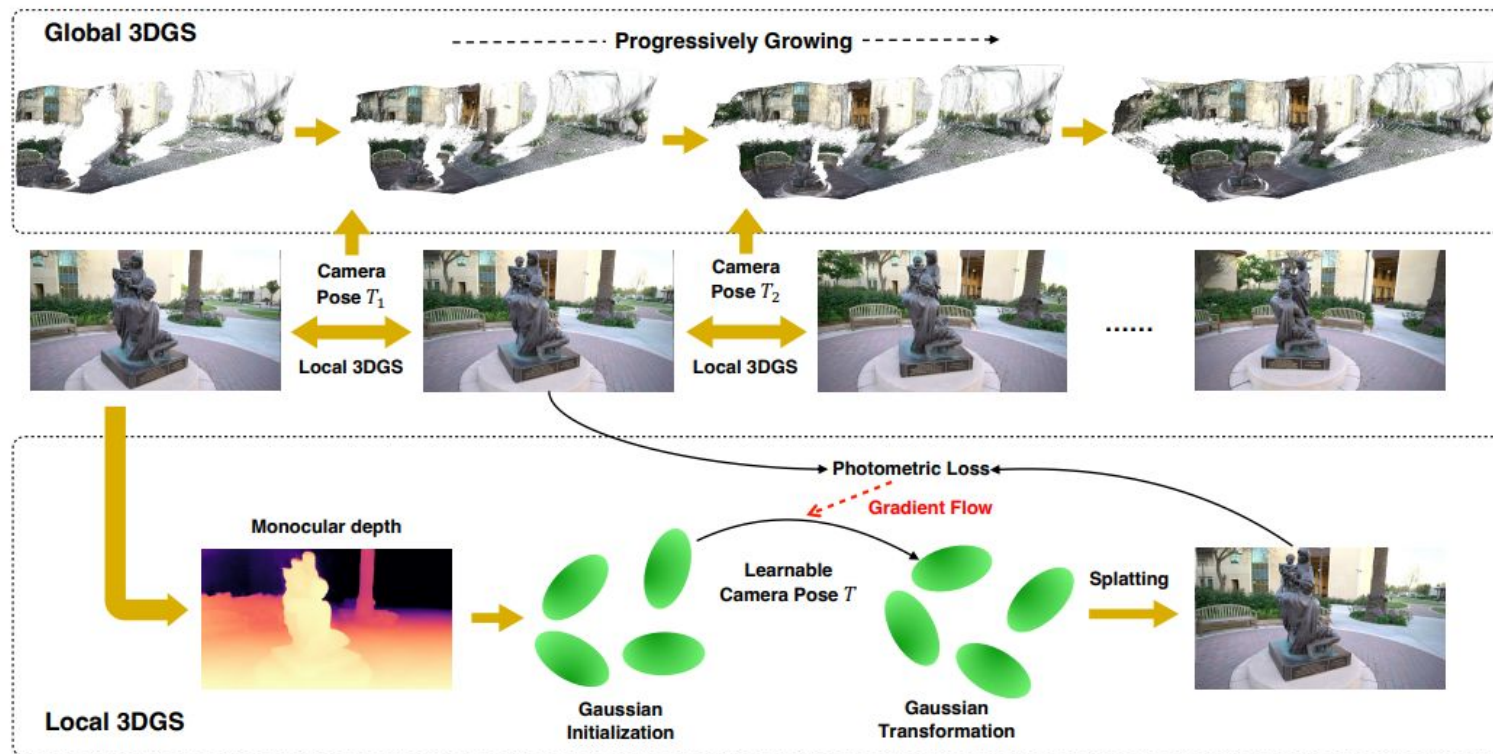 Global 3DGS
Progressively Growing
Camera
Pose T₁
Local 3DGS
Camera
Pose T₂
Local 3DGS
......
Photometric Loss
Gradient Flow
Monocular depth
Learnable
Camera Pose T
Splatting
Gaussian
Initialization
Gaussian
Transformation
Local 3DGS